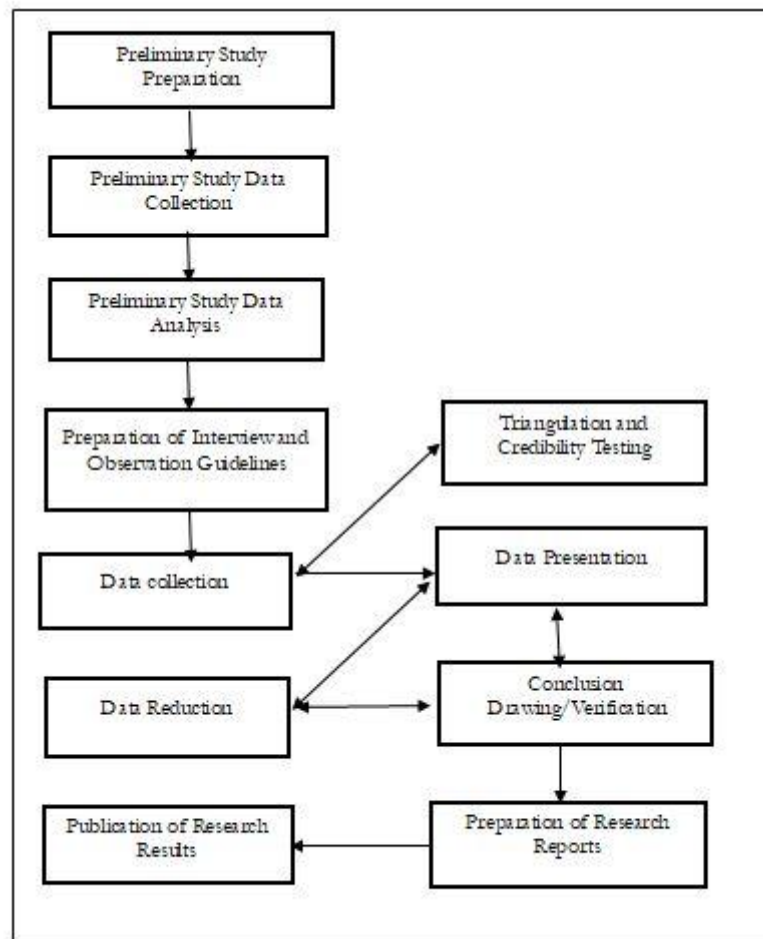 Preliminary Study
Preparation
Preliminary Study Data
Collection
Preliminary Study Data
Analysis
Preparation of Interview and
Observation Guidelines
Triangulation and
Credibility Testing
Data collection
Data Presentation
Data Reduction
Conclusion
Drawing/Verification
Publication of Research
Results
Preparation of Research
Reports